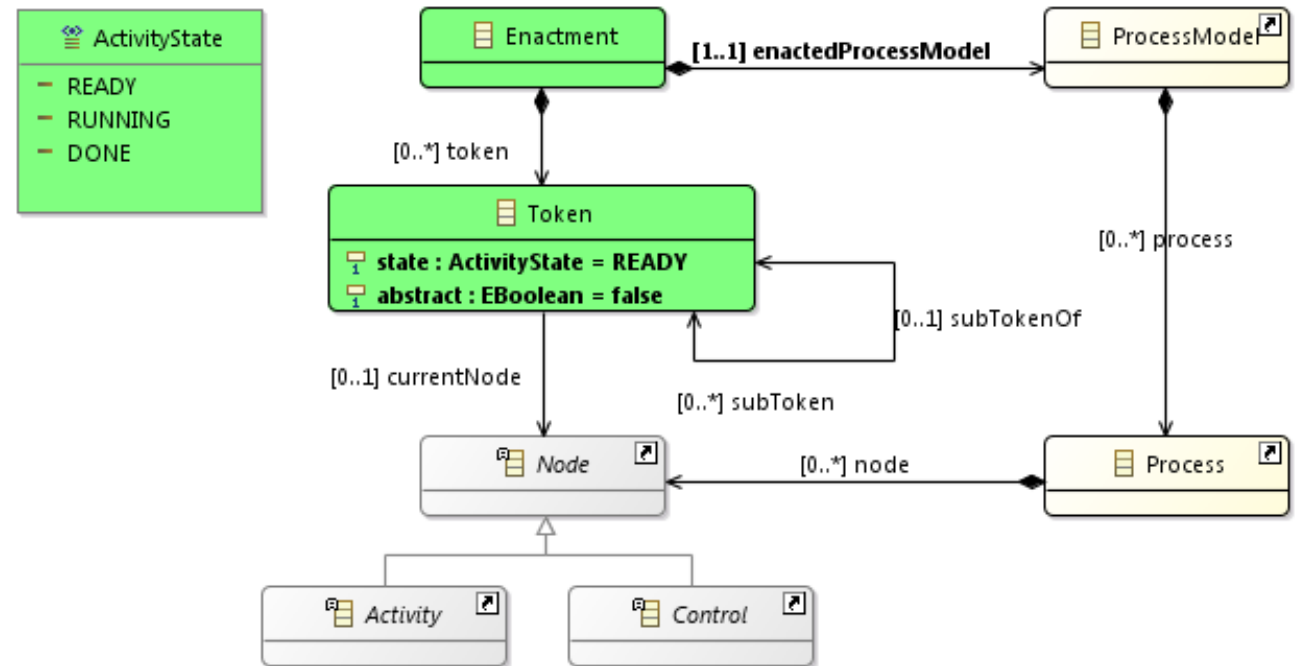 ActivityState
READY
RUNNING
DONE
Enactment
[1..1] enactedProcessModel
ProcessModel
[0..*] token
Token
state : ActivityState = READY
abstract : EBoolean = false
[0..*] process
[0..1] subTokenOf
[0..1] currentNode
[0..*] subToken
Node
[0..*] node
Process
Activity
Control